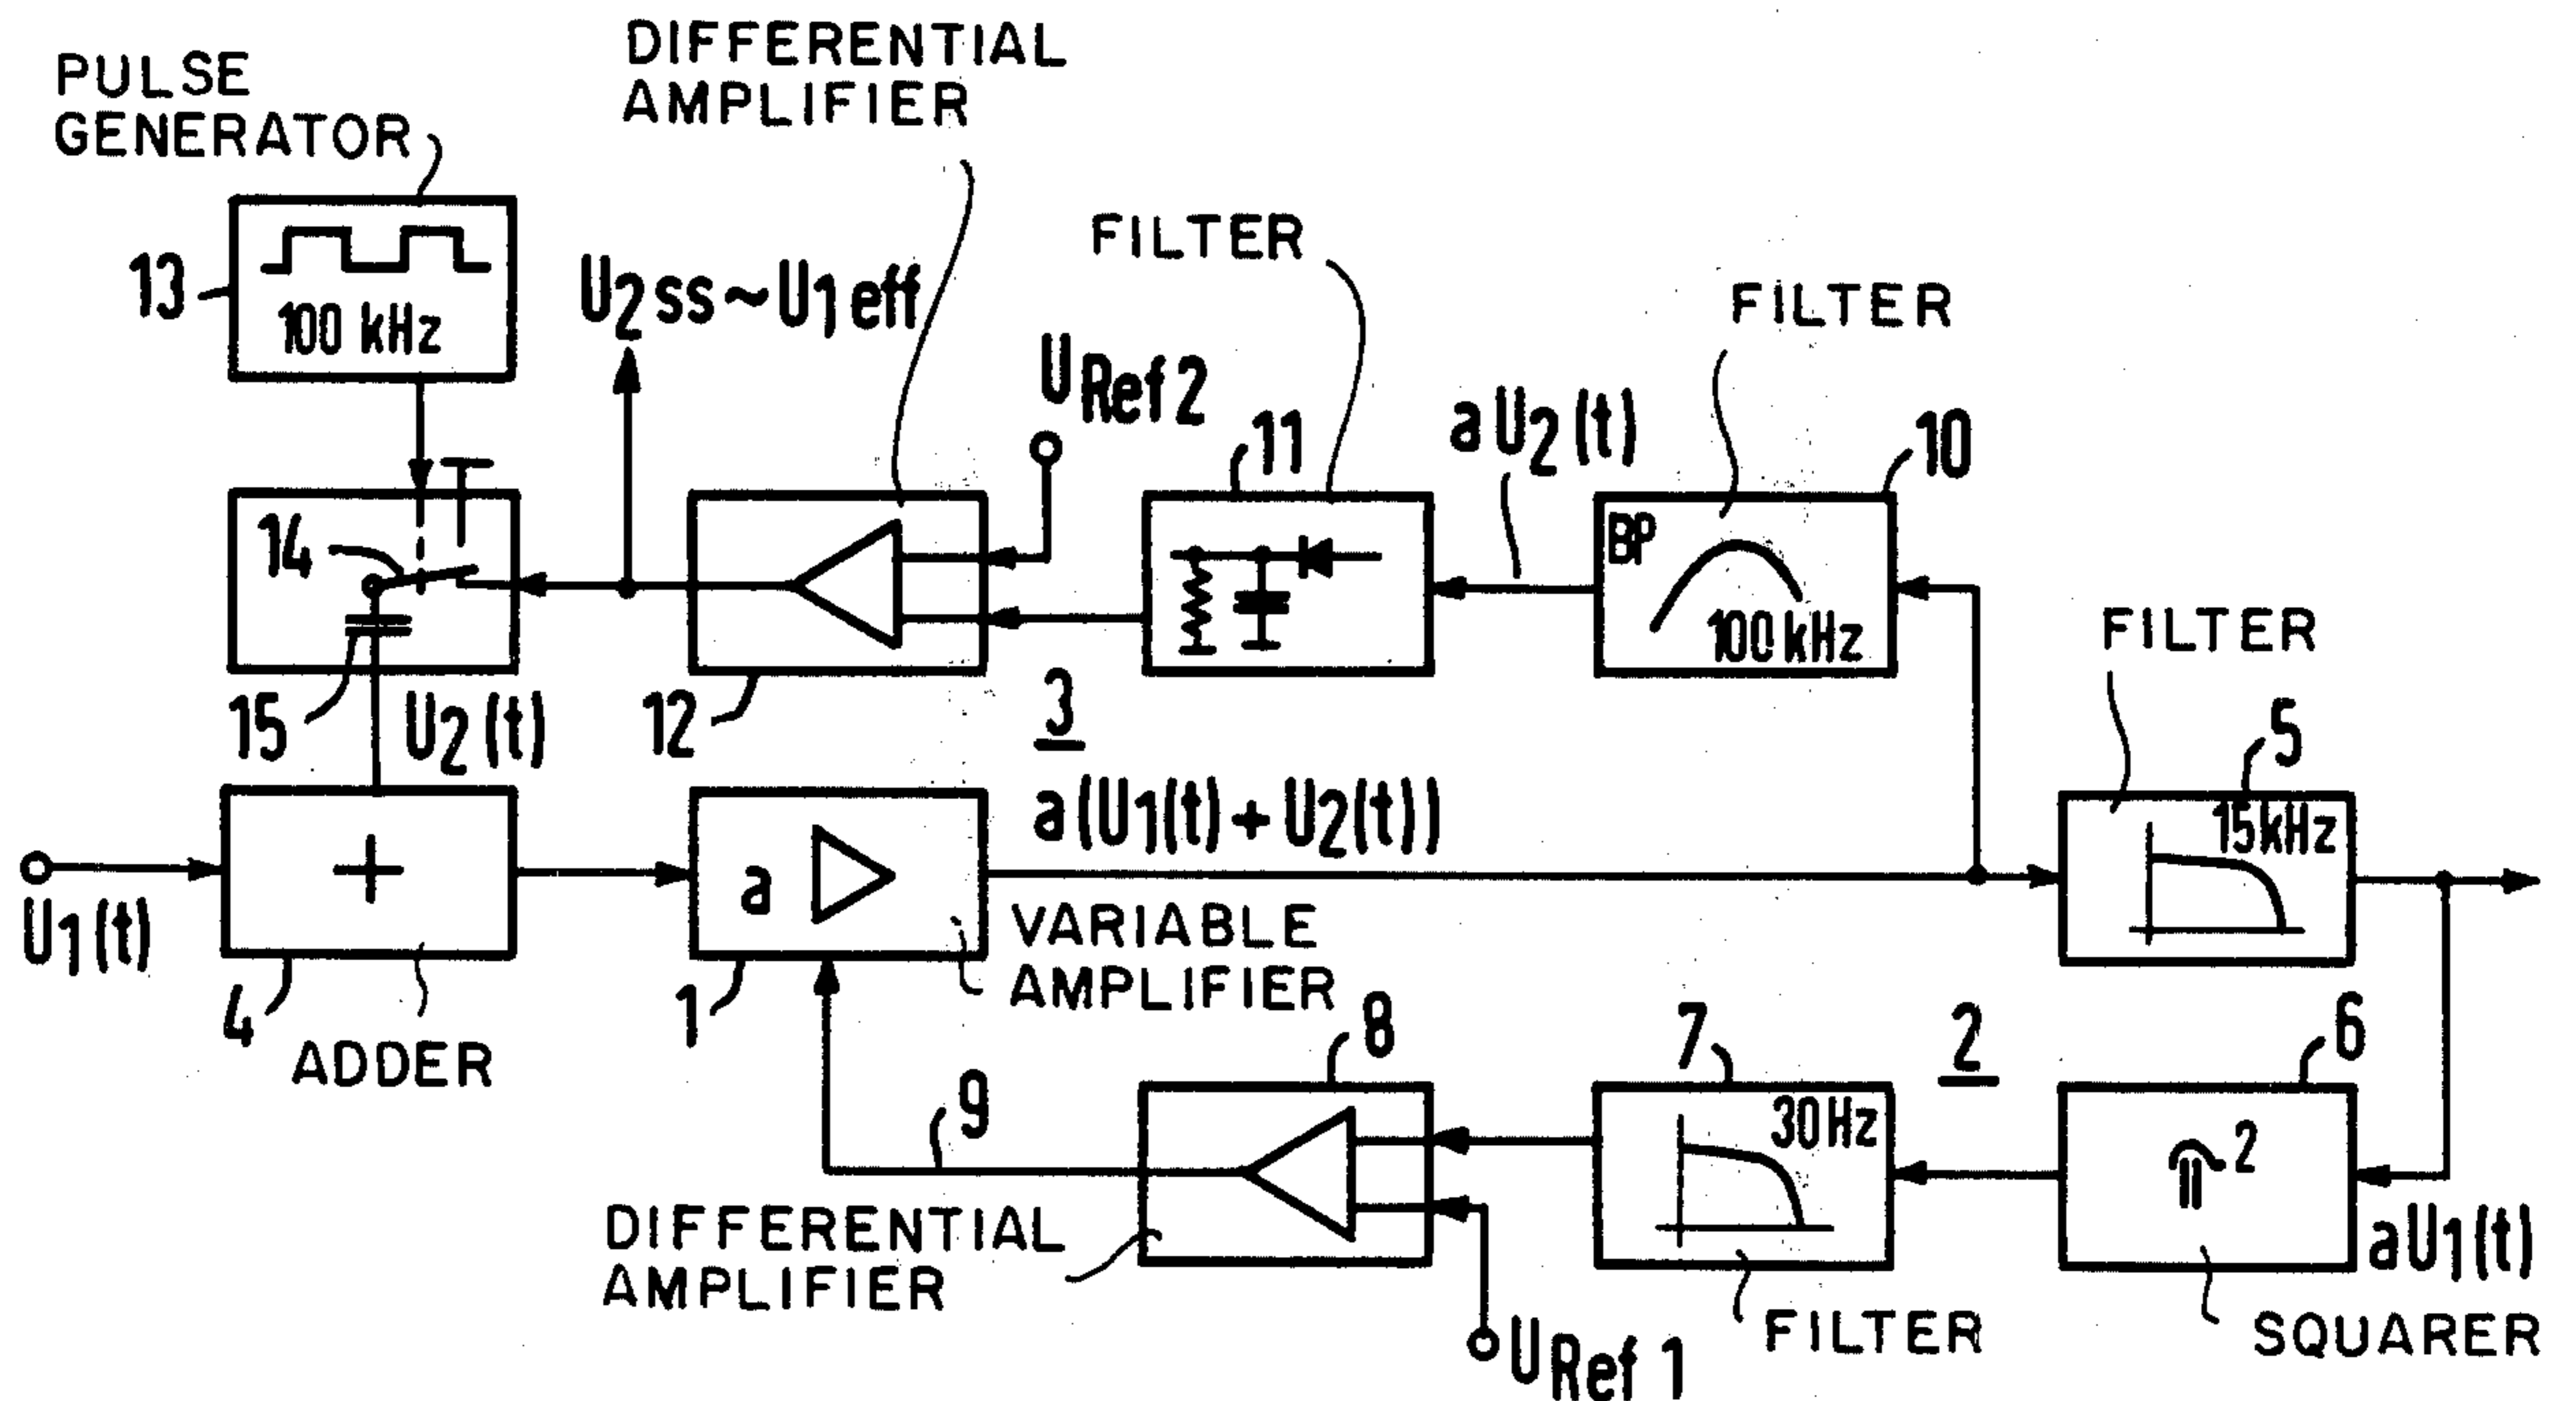 DIFFERENTIAL
AMPLIFIER
PULSE
GENERATOR
13
100 kHz
U2ss~U1eff
FILTER
FILTER
URef2
11
aU2(t)
10
14
BP
100kHz
FILTER
15
U2(t)
12
3
5
15kHz
a(U1(t)+U2(t))
+
a
U1(t)
VARIABLE
AMPLIFIER
4
ADDER
1
8
7
2
6
9
30Hz
2
DIFFERENTIAL
AMPLIFIER
aU1(t)
URef1
FILTER
SQUARER